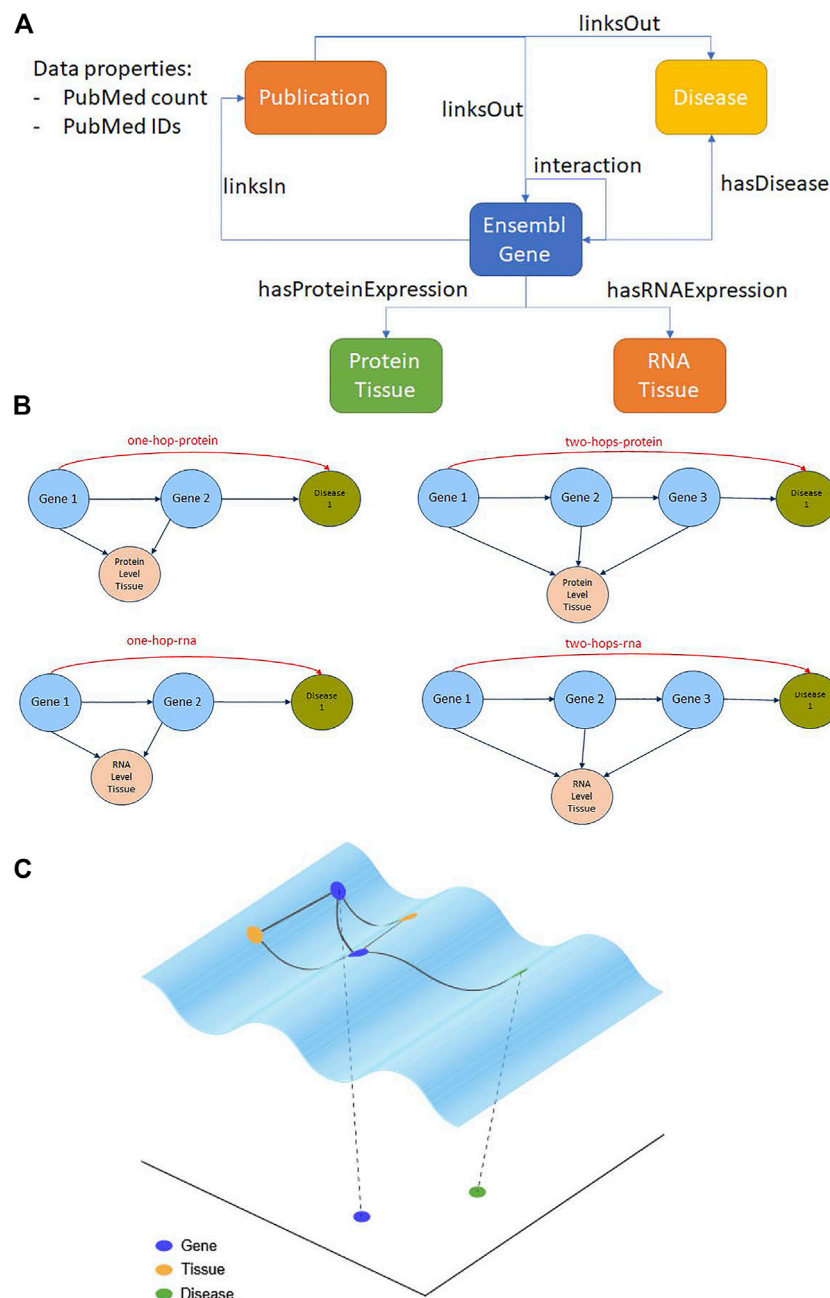 A
linksOut
Data properties:
- PubMed count
- PubMed IDs
Publication
Disease
linksOut
interaction
linksIn
hasDisease
Ensembl
Gene
hasProteinExpression
hasRNAExpression
Protein
Tissue
RNA
Tissue
B
one-hop-protein
Gene 1
Gene 2
Disease
1
Protein
Level
Tissue
two-hops-protein
Gene 1
Gene 2
Gene 3
Disease
1
Protein
Level
Tissue
one-hop-rna
Gene 1
Gene 2
Disease
1
RNA
Level
Tissue
two-hops-rna
Gene 1
Gene 2
Gene 3
Disease
1
RNA
Level
Tissue
C
Gene
Tissue
Disease